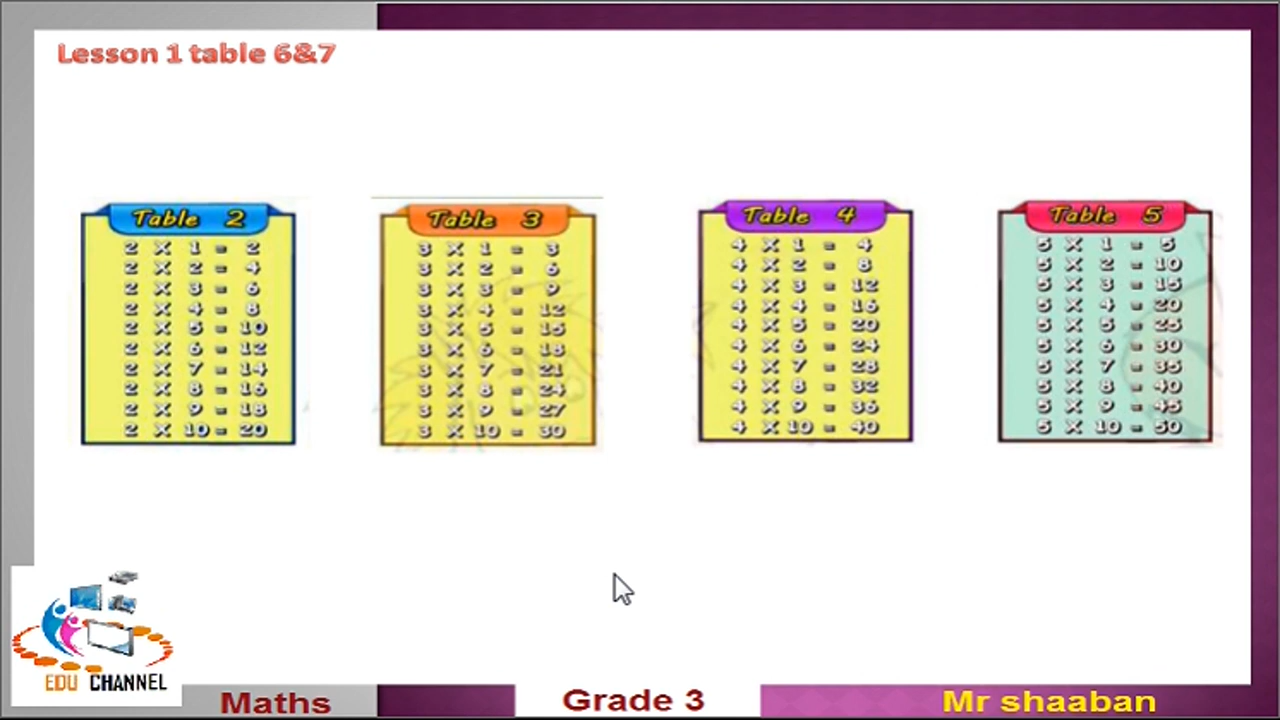 Lesson 1 table 6&7
Table 2
2 X 1 = 2
2 X 2 = 4
2 X 3 = 6
2 X 4 = 8
2 X 5 = 10
2 X 6 = 12
2 X 7 = 14
2 X 8 = 16
2 X 9 = 18
2 X 10 = 20
Table 3
3 X 1 = 3
3 X 2 = 6
3 X 3 = 9
3 X 4 = 12
3 X 5 = 15
3 X 6 = 18
3 X 7 = 21
3 X 8 = 24
3 X 9 = 27
3 X 10 = 30
Table 4
4 X 1 = 4
4 X 2 = 8
4 X 3 = 12
4 X 4 = 16
4 X 5 = 20
4 X 6 = 24
4 X 7 = 28
4 X 8 = 32
4 X 9 = 36
4 X 10 = 40
Table 5
5 X 1 = 5
5 X 2 = 10
5 X 3 = 15
5 X 4 = 20
5 X 5 = 25
5 X 6 = 30
5 X 7 = 35
5 X 8 = 40
5 X 9 = 45
5 X 10 = 50
EDU CHANNEL
Maths
Grade 3
Mr shaaban